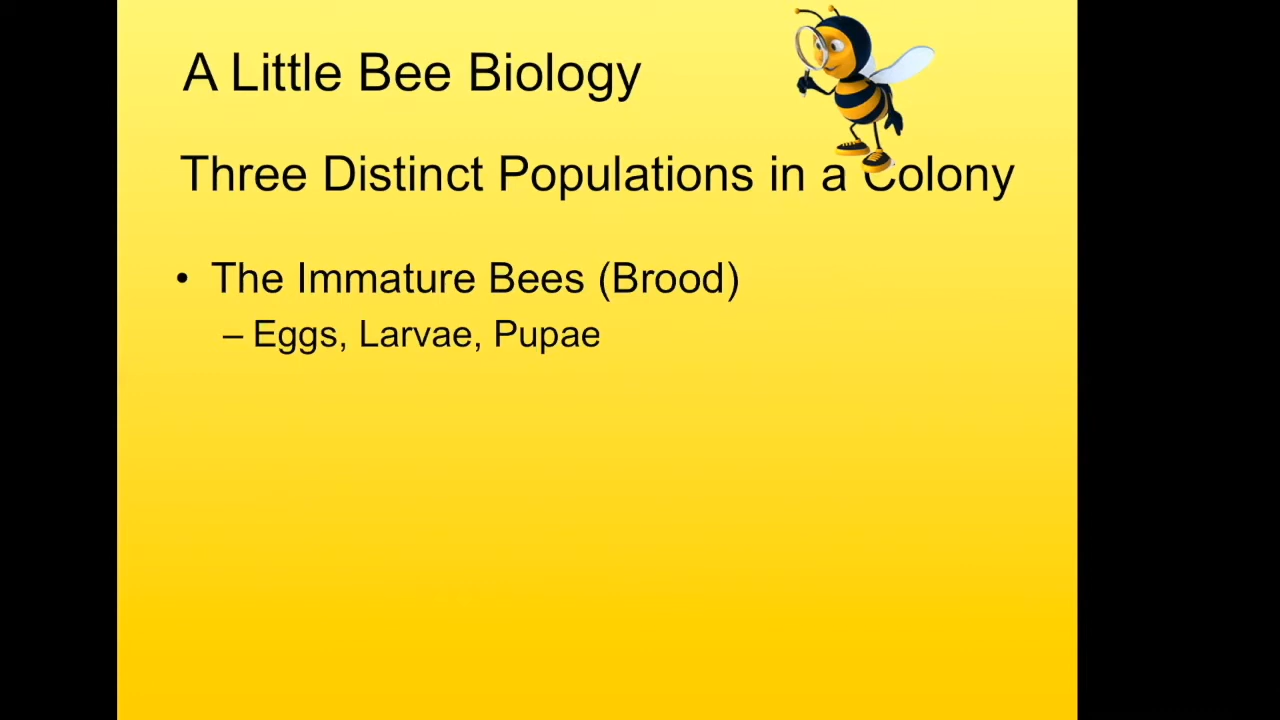 A Little Bee Biology
Three Distinct Populations in a Colony
• The Immature Bees (Brood)
– Eggs, Larvae, Pupae